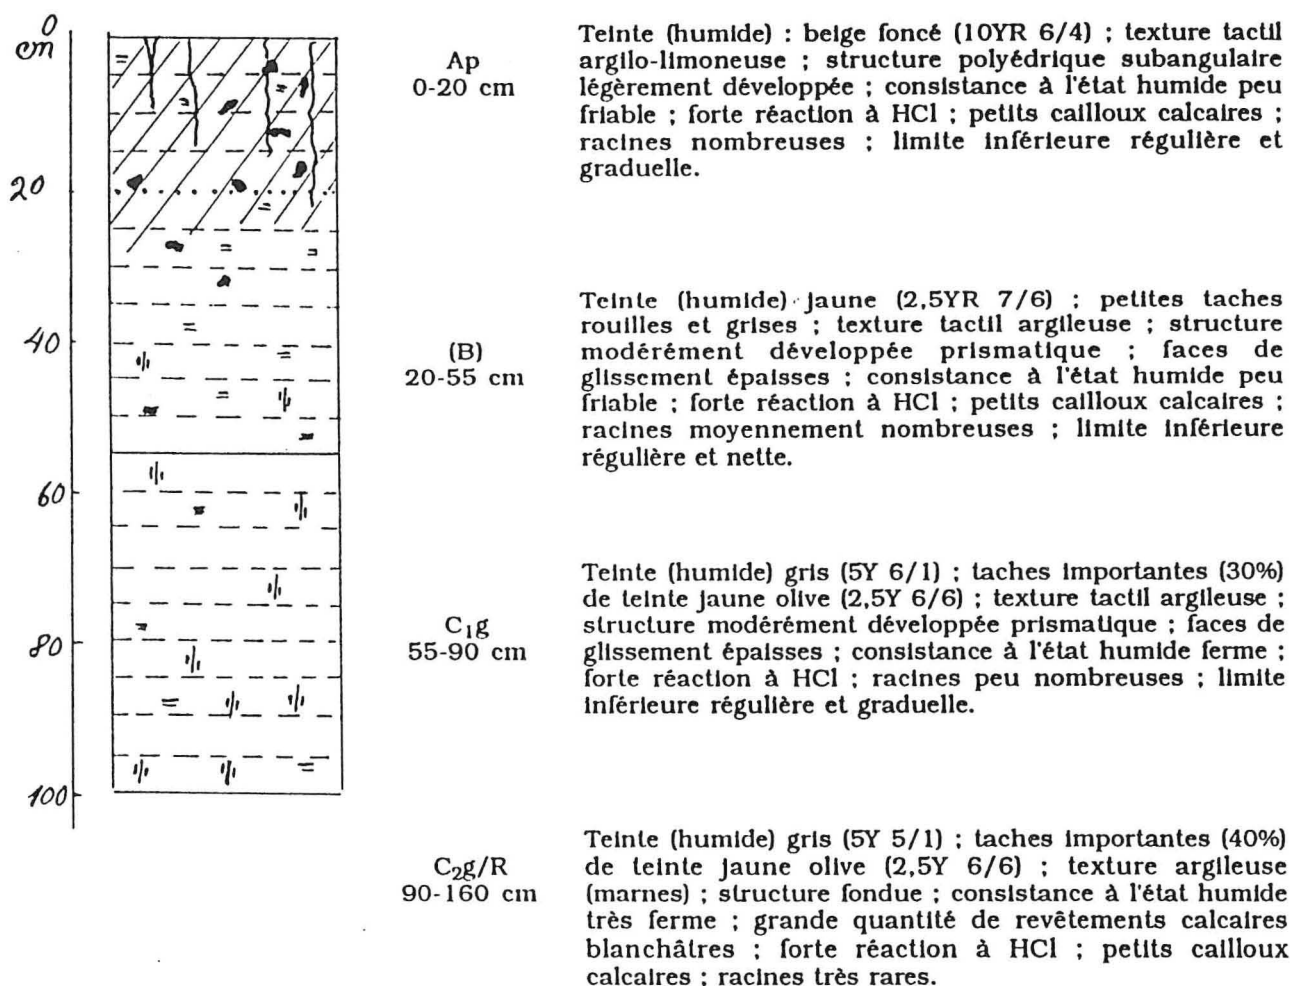 0
cm
20
40
60
80
100
Ap
0-20 cm
Teinte (humide) : beige foncé (10YR 6/4) ; texture tactil
argilo-limoneuse ; structure polyédrique subangulaire
légèrement développée ; consistance à l'état humide peu
friable ; forte réaction à HCl ; petits cailloux calcaires ;
racines nombreuses ; limite inférieure régulière et
graduelle.
(B)
20-55 cm
Teinte (humide) jaune (2,5YR 7/6) ; petites taches
rouilles et grises ; texture tactil argileuse ; structure
modérément développée prismatique ; faces de
glissement épaisses ; consistance à l'état humide peu
friable ; forte réaction à HCl ; petits cailloux calcaires ;
racines moyennement nombreuses ; limite inférieure
régulière et nette.
C₁g
55-90 cm
Teinte (humide) gris (5Y 6/1) ; taches importantes (30%)
de teinte jaune olive (2,5Y 6/6) ; texture tactil argileuse ;
structure modérément développée prismatique ; faces de
glissement épaisses ; consistance à l'état humide ferme ;
forte réaction à HCl ; racines peu nombreuses ; limite
inférieure régulière et graduelle.
C₂g/R
90-160 cm
Teinte (humide) gris (5Y 5/1) ; taches importantes (40%)
de teinte jaune olive (2,5Y 6/6) ; texture argileuse
(marnes) ; structure fondue ; consistance à l'état humide
très ferme ; grande quantité de revêtements calcaires
blanchâtres ; forte réaction à HCl ; petits cailloux
calcaires ; racines très rares.